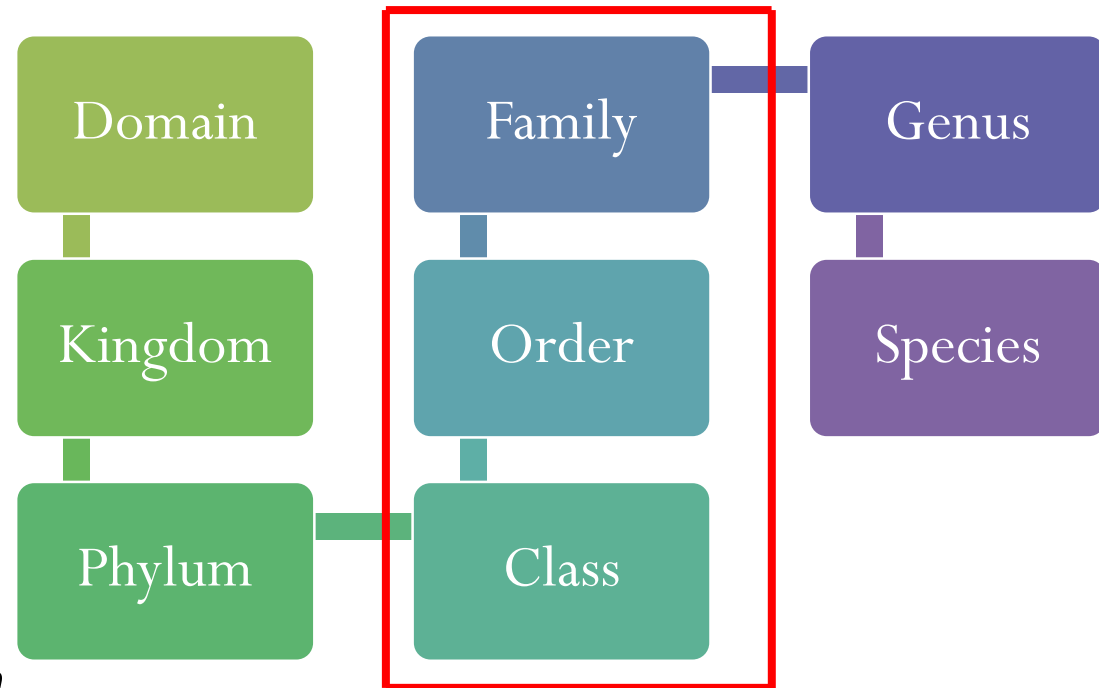 Domain
Kingdom
Phylum
Class
Order
Family
Genus
Species